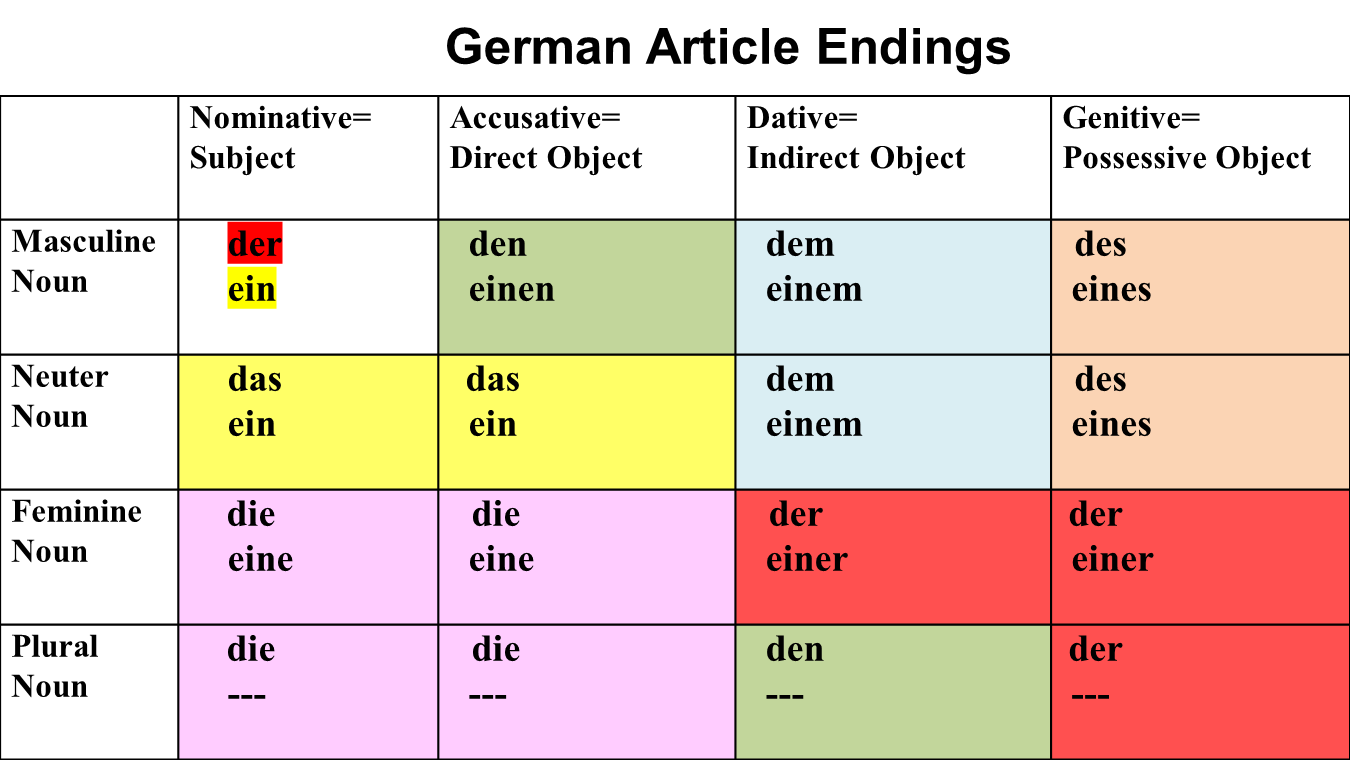 German Article Endings
Nominative=
Subject
Accusative=
Direct Object
Dative=
Indirect Object
Genitive=
Possessive Object
Masculine
Noun
der
ein
den
einen
dem
einem
des
eines
Neuter
Noun
das
ein
das
ein
dem
einem
des
eines
Feminine
Noun
die
eine
die
eine
der
einer
der
einer
Plural
Noun
die
---
die
---
den
---
der
---